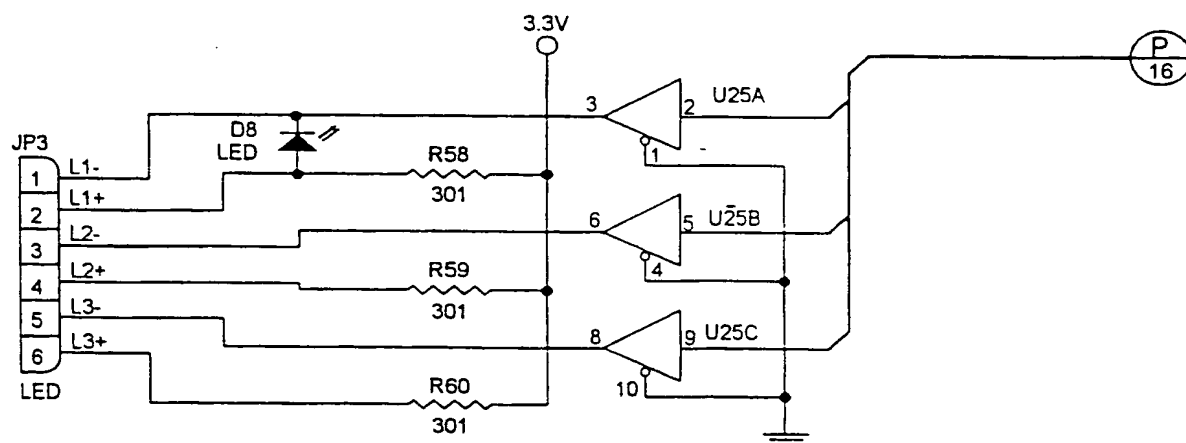 3.3V
P
16
3
2
U25A
D8
LED
1
JP3
R58
301
1
L1-
2
L1+
6
5
U25B
3
L2-
4
4
L2+
R59
301
5
L3-
8
9
U25C
6
L3+
LED
R60
301
10